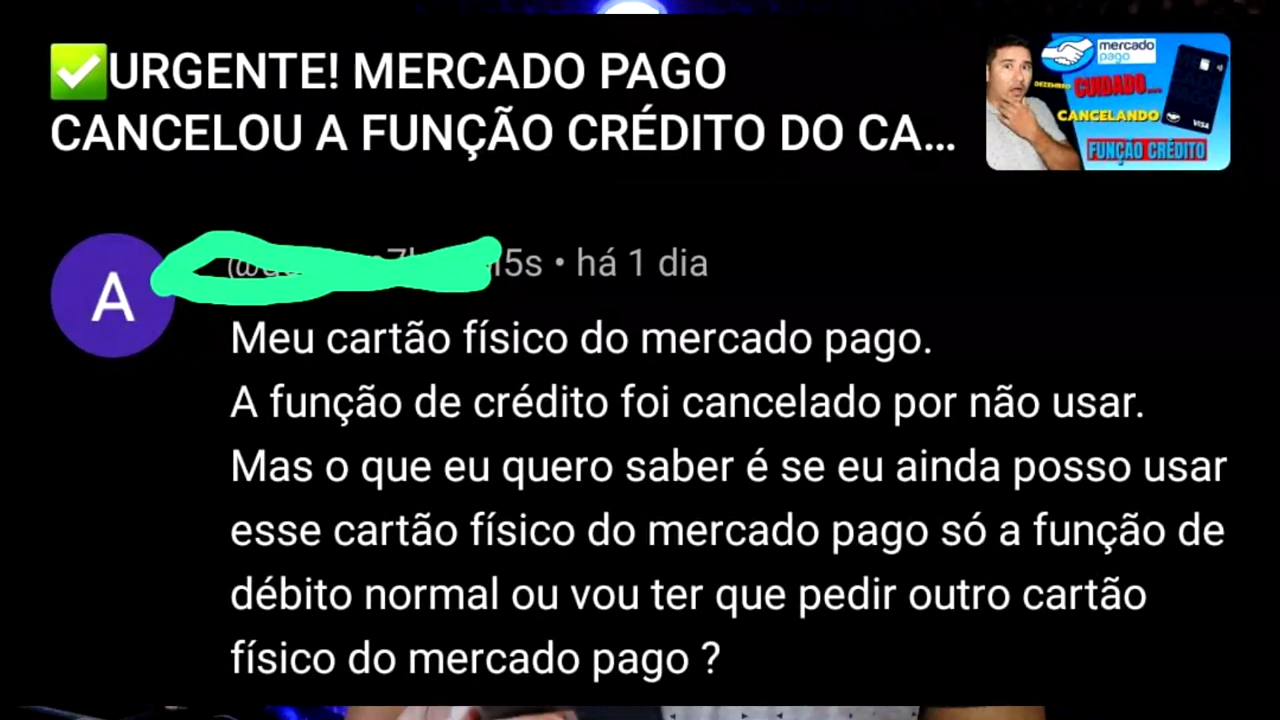 ✅URGENTE! MERCADO PAGO
CANCELOU A FUNÇÃO CRÉDITO DO CA...
mercado
pago
DEZEMBRO
CUIDADO...
CANCELANDO
VISA
FUNÇÃO CRÉDITO
A
5s • há 1 dia
Meu cartão físico do mercado pago.
A função de crédito foi cancelado por não usar.
Mas o que eu quero saber é se eu ainda posso usar
esse cartão físico do mercado pago só a função de
débito normal ou vou ter que pedir outro cartão
físico do mercado pago ?